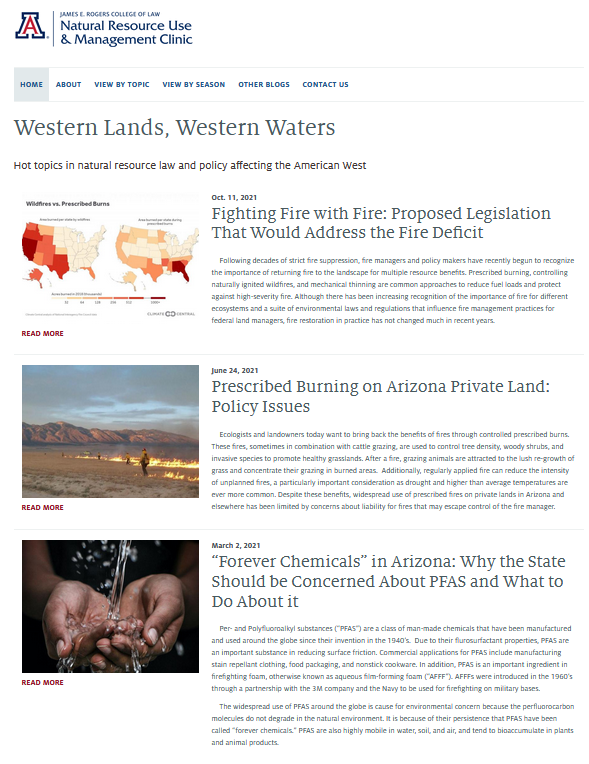 JAMES E. ROGERS COLLEGE OF LAW
Natural Resource Use
& Management Clinic
HOME ABOUT VIEW BY TOPIC VIEW BY SEASON OTHER BLOGS CONTACT US
Western Lands, Western Waters
Hot topics in natural resource law and policy affecting the American West
Wildfires vs. Prescribed Burns
Area burned per state by wildfires
Area burned per state during
prescribed burns
CLIMATE CENTRAL
READ MORE
Oct. 11, 2021
Fighting Fire with Fire: Proposed Legislation
That Would Address the Fire Deficit
Following decades of strict fire suppression, fire managers and policy makers have recently begun to recognize
the importance of returning fire to the landscape for multiple resource benefits. Prescribed burning, controlling
naturally ignited wildfires, and mechanical thinning are common approaches to reduce fuel loads and protect
against high-severity fire. Although there has been increasing recognition of the importance of fire for different
ecosystems and a suite of environmental laws and regulations that influence fire management practices for
federal land managers, fire restoration in practice has not changed much in recent years.
June 24, 2021
Prescribed Burning on Arizona Private Land:
Policy Issues
Ecologists and landowners today want to bring back the benefits of fires through controlled prescribed burns.
These fires, sometimes in combination with cattle grazing, are used to control tree density, woody shrubs, and
invasive species to promote healthy grasslands. After a fire, grazing animals are attracted to the lush re-growth of
grass and concentrate their grazing in burned areas. Additionally, regularly applied fire can reduce the intensity
of unplanned fires, a particularly important consideration as drought and higher than average temperatures are
ever more common. Despite these benefits, widespread use of prescribed fires on private lands in Arizona and
elsewhere has been limited by concerns about liability for fires that may escape control of the fire manager.
READ MORE
March 2, 2021
“Forever Chemicals” in Arizona: Why the State
Should be Concerned About PFAS and What to
Do About it
Per- and Polyfluoroalkyl substances (“PFAS”) are a class of man-made chemicals that have been manufactured
and used around the globe since their invention in the 1940’s. Due to their flurosurfactant properties, PFAS are
an important substance in reducing surface friction. Commercial applications for PFAS include manufacturing
stain repellant clothing, food packaging, and nonstick cookware. In addition, PFAS is an important ingredient in
firefighting foam, otherwise known as aqueous film-forming foam (“AFFF”). AFFFs were introduced in the 1960’s
through a partnership with the 3M company and the Navy to be used for firefighting on military bases.
The widespread use of PFAS around the globe is cause for environmental concern because the perfluorocarbon
molecules do not degrade in the natural environment. It is because of their persistence that PFAS have been
called “forever chemicals.” PFAS are also highly mobile in water, soil, and air, and tend to bioaccumulate in plants
and animal products.
READ MORE